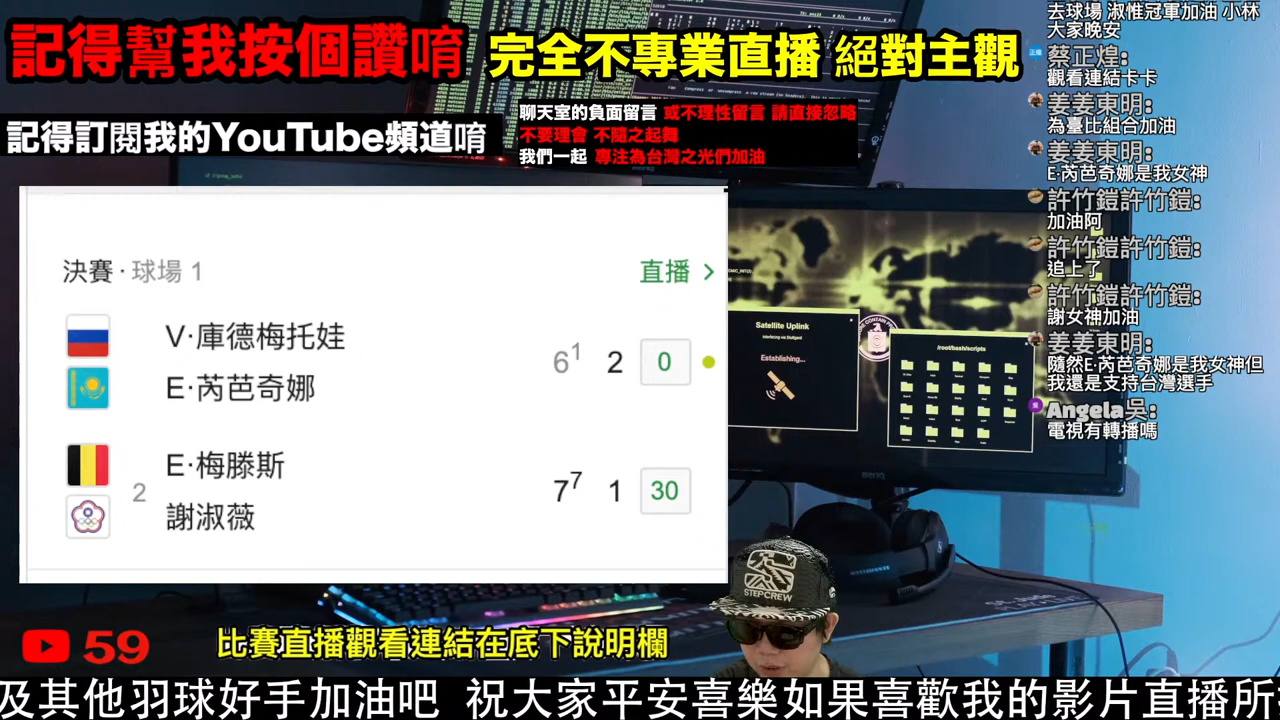 記得幫我按個讚唷
完全不專業直播 絕對主觀
記得訂閱我的YouTube頻道唷
聊天室的負面留言 或不理性留言 請直接忽略
不要理會 不隨之起舞
我們一起 專注為台灣之光們加油
去球場 淑惟冠軍加油 小林
大家晚安
蔡正煌:
觀看連結卡卡
姜姜東明:
為臺比組合加油
姜姜東明:
E·芮芭奇娜是我女神
許竹鎧許竹鎧:
加油阿
許竹鎧許竹鎧:
追上了
許竹鎧許竹鎧:
謝女神加油
姜姜東明:
隨然E·芮芭奇娜是我女神但
我還是支持台灣選手
Angela吳:
電視有轉播嗎
決賽 · 球場 1
直播
V·庫德梅托娃
E·芮芭奇娜
61 2 0
2
E·梅滕斯
謝淑薇
77 1 30
Satellite Uplink
Establishing...
/root/bash/scripts
BENQ
STEPCREW
59
比賽直播觀看連結在底下說明欄
及其他羽球好手加油吧 祝大家平安喜樂如果喜歡我的影片直播所